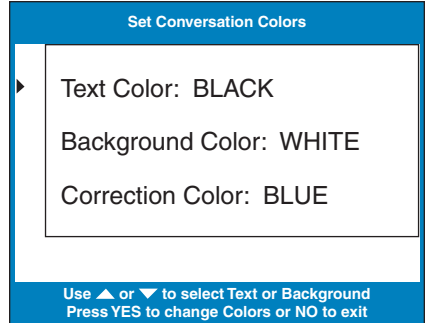 Set Conversation Colors
Text Color: BLACK
Background Color: WHITE
Correction Color: BLUE
Use ▲ or ▼ to select Text or Background
Press YES to change Colors or NO to exit